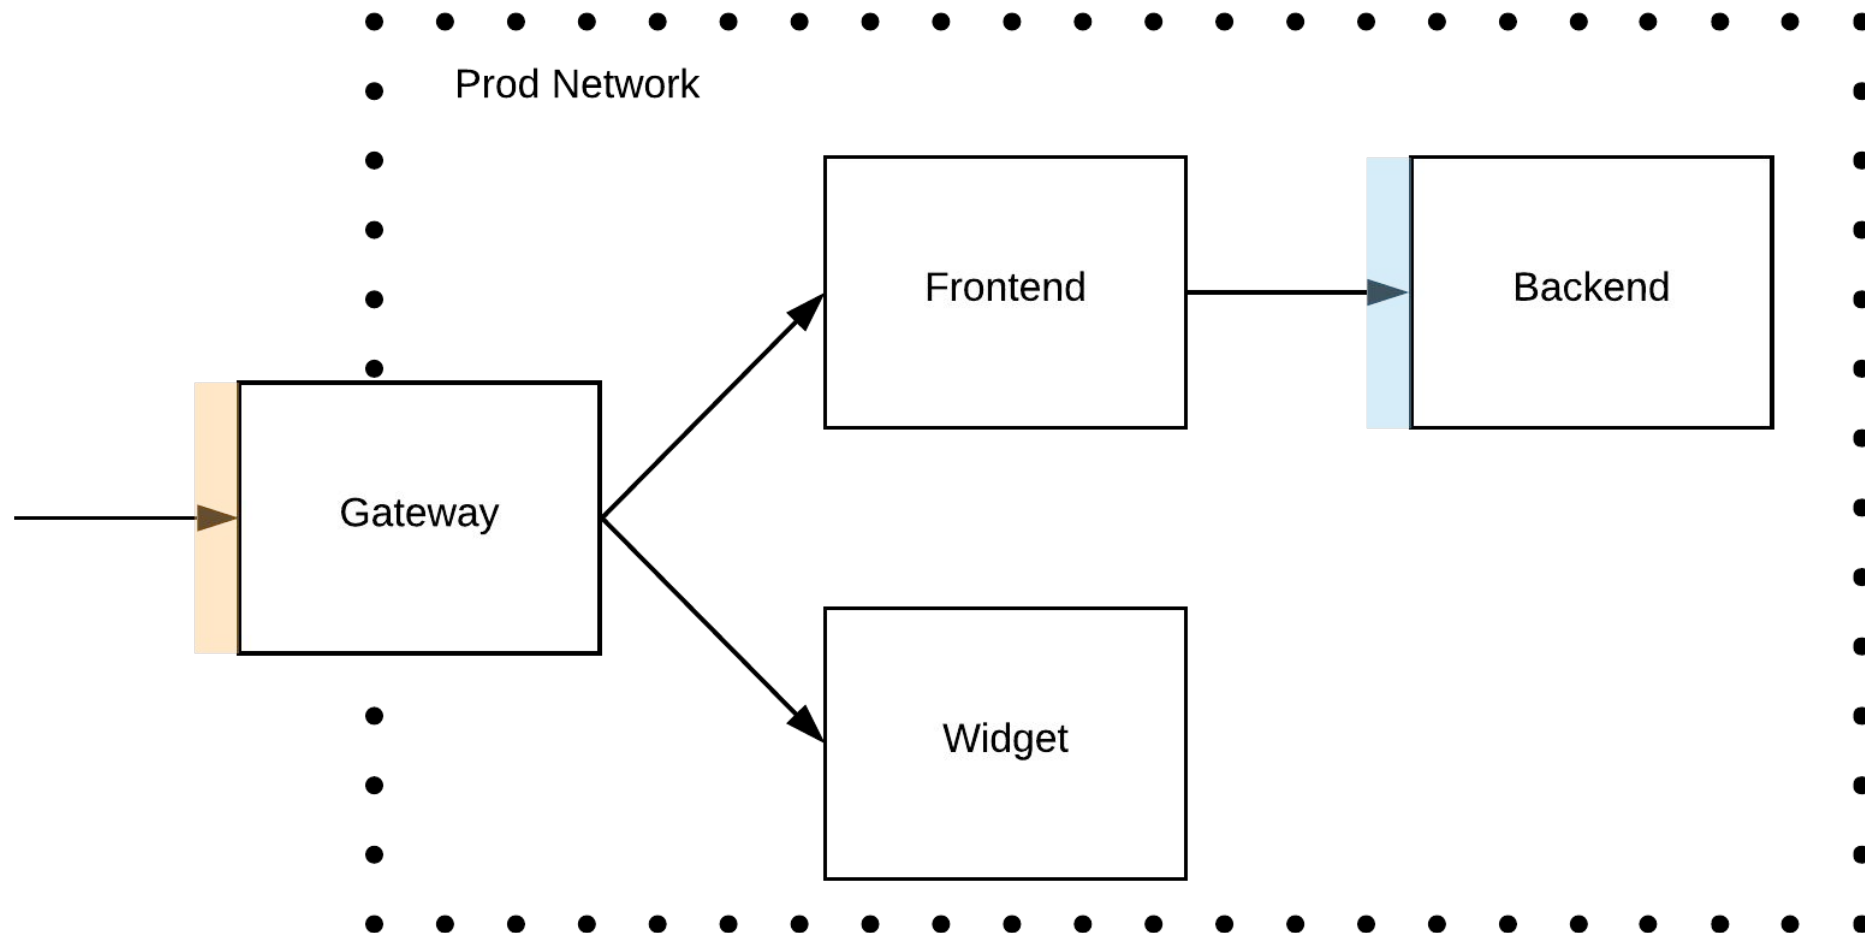 Prod Network
Frontend
Backend
Gateway
Widget